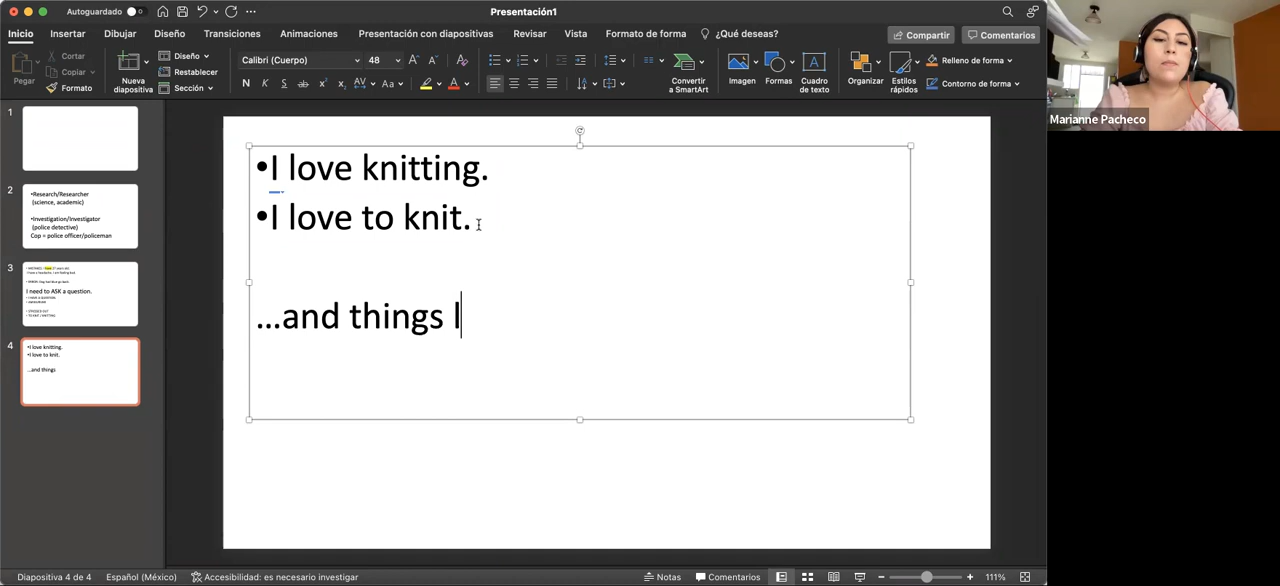 Autoguardado
Presentación1
Inicio Insertar Dibujar Diseño Transiciones Animaciones Presentación con diapositivas Revisar Vista Formato de forma ¿Qué deseas? Compartir Comentarios
Pegar
Cortar
Copiar
Formato
Nueva
diapositiva
Diseño
Restablecer
Sección
Calibri (Cuerpo) 48
Convertir
a SmartArt
Imagen
Formas
Cuadro
de texto
Organizar
Estilos
rápidos
Relleno de forma
Contorno de forma
Marianne Pacheco
1
2
•Research/Researcher
(science, academic)
•Investigation/Investigator
(police detective)
Cop = police officer/policeman
3
I need to ASK a question.
4
•I love knitting.
•I love to knit.
...and things
•I love knitting.
•I love to knit.
...and things l
Diapositiva 4 de 4 Español (México) Accesibilidad: es necesario investigar Notas Comentarios 111%